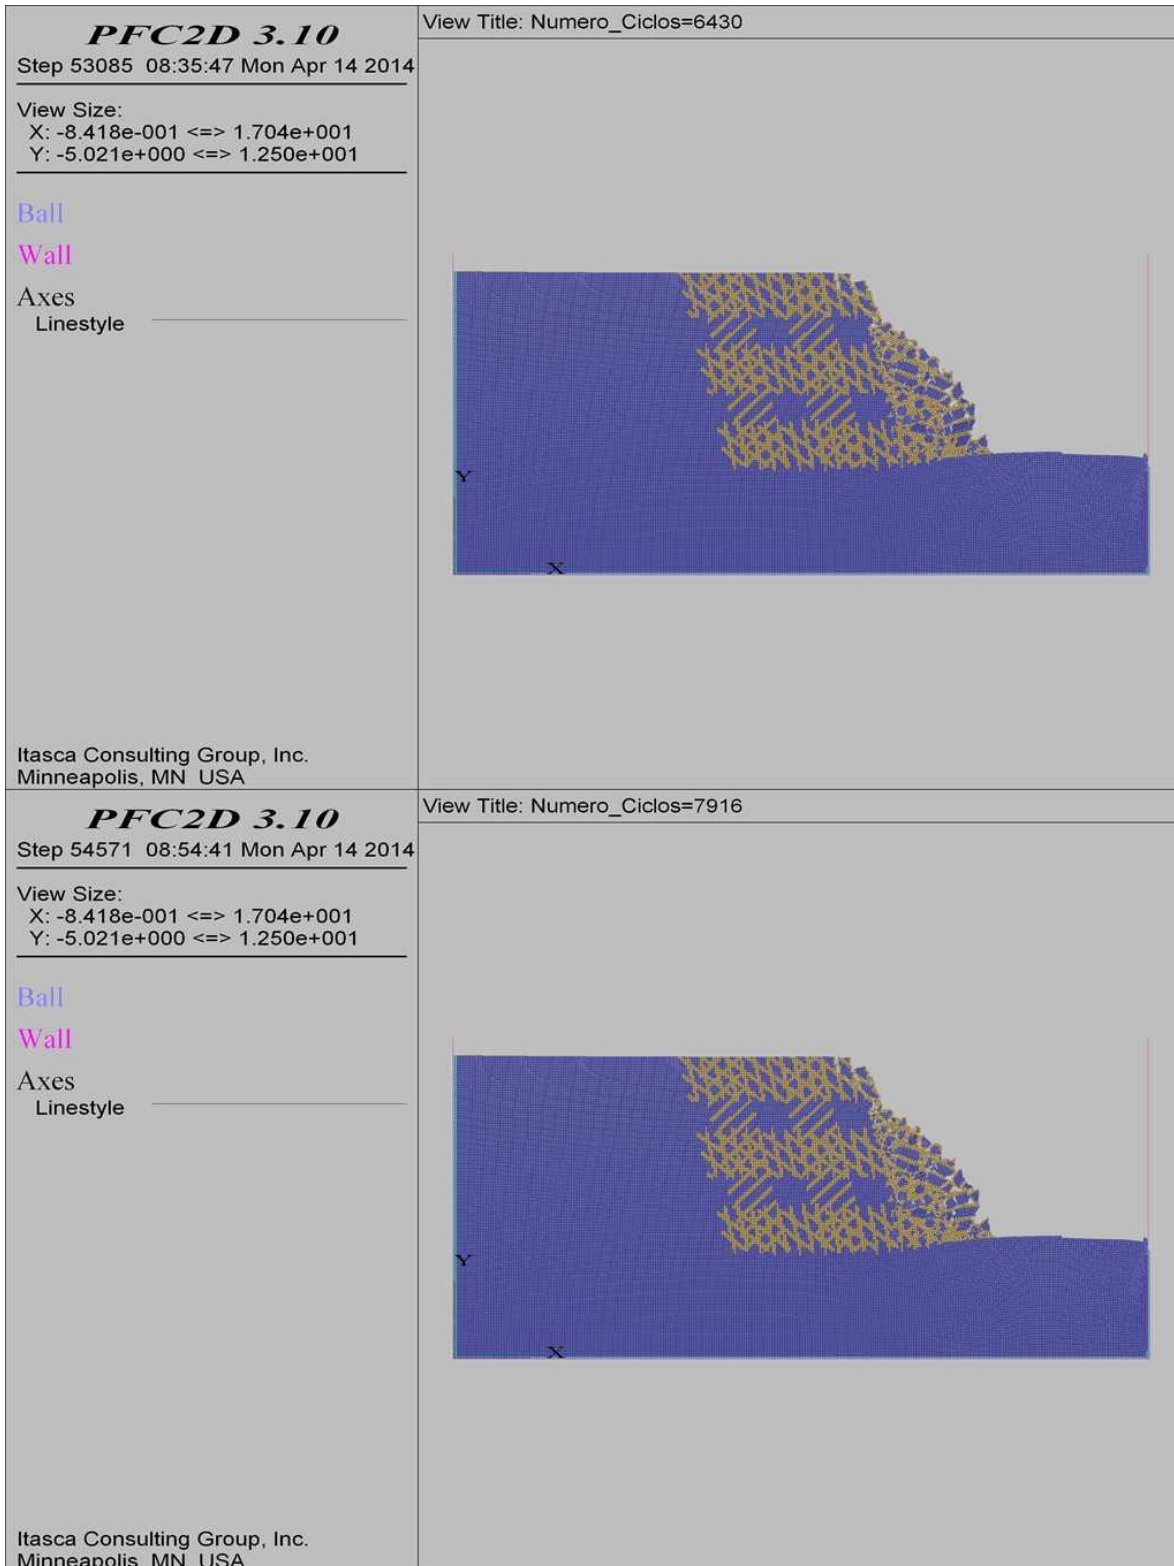 PFC2D 3.10
Step 53085  08:35:47 Mon Apr 14 2014
View Size:
X: -8.418e-001 <=> 1.704e+001
Y: -5.021e+000 <=> 1.250e+001
Ball
Wall
Axes
Linestyle
Itasca Consulting Group, Inc.
Minneapolis, MN  USA
View Title: Numero_Ciclos=6430
Y
X
PFC2D 3.10
Step 54571  08:54:41 Mon Apr 14 2014
View Size:
X: -8.418e-001 <=> 1.704e+001
Y: -5.021e+000 <=> 1.250e+001
Ball
Wall
Axes
Linestyle
Itasca Consulting Group, Inc.
Minneapolis, MN  USA
View Title: Numero_Ciclos=7916
Y
X